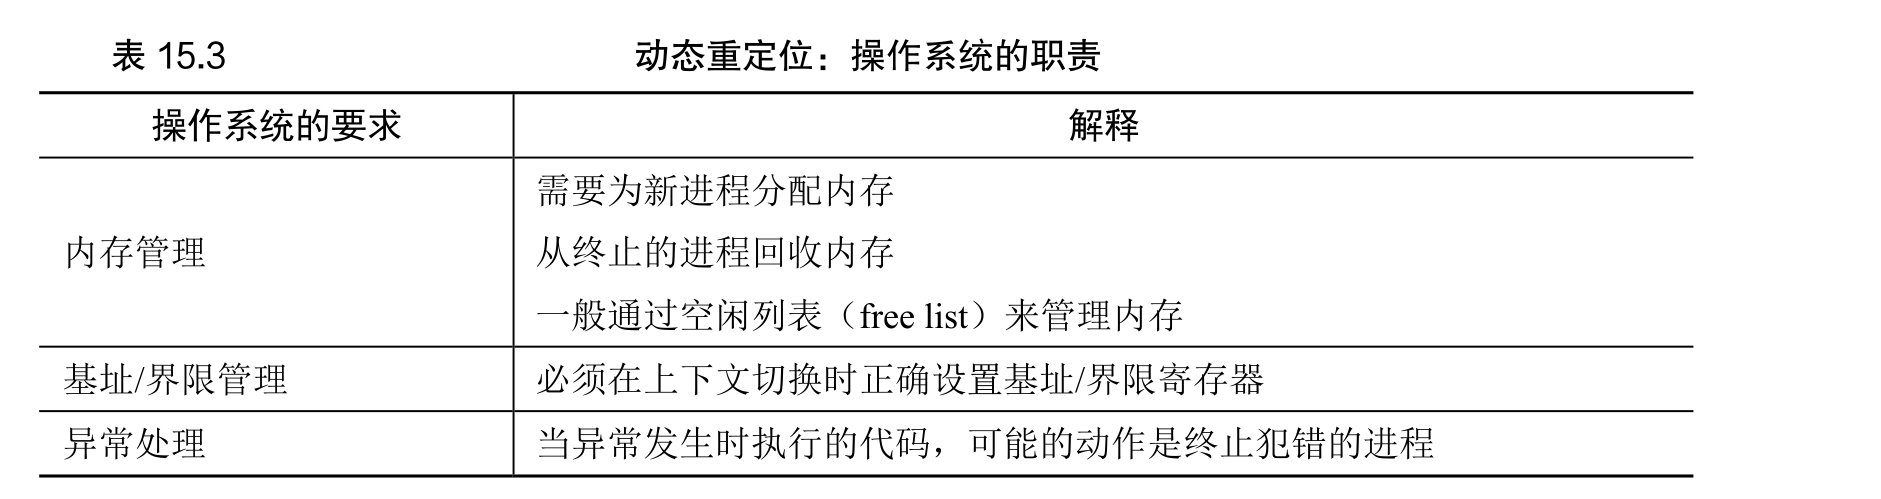 表 15.3 动态重定位：操作系统的职责
操作系统的要求 解释
需要为新进程分配内存
内存管理 从终止的进程回收内存
一般通过空闲列表（free list）来管理内存
基址/界限管理 必须在上下文切换时正确设置基址/界限寄存器
异常处理 当异常发生时执行的代码，可能的动作是终止犯错的进程